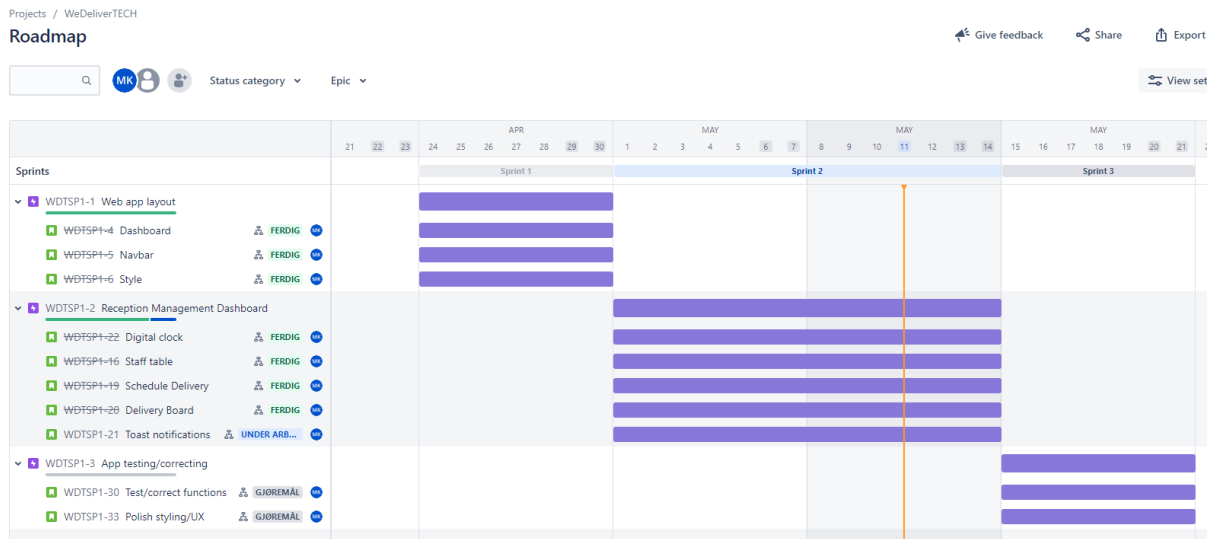 Projects / WeDeliverTECH
Roadmap
Give feedback Share Export
MK Status category Epic View set
APR MAY MAY MAY
21 22 23 24 25 26 27 28 29 30 1 2 3 4 5 6 7 8 9 10 11 12 13 14 15 16 17 18 19 20 21
Sprints Sprint 1 Sprint 2 Sprint 3
WDTSP1-1 Web app layout
WDTSP1-4 Dashboard FERDIG MK
WDTSP1-5 Navbar FERDIG MK
WDTSP1-6 Style FERDIG MK
WDTSP1-2 Reception Management Dashboard
WDTSP1-22 Digital clock FERDIG MK
WDTSP1-16 Staff table FERDIG MK
WDTSP1-19 Schedule Delivery FERDIG MK
WDTSP1-20 Delivery Board FERDIG MK
WDTSP1-21 Toast notifications UNDER ARB... MK
WDTSP1-3 App testing/correcting
WDTSP1-30 Test/correct functions GJØREMÅL MK
WDTSP1-33 Polish styling/UX GJØREMÅL MK